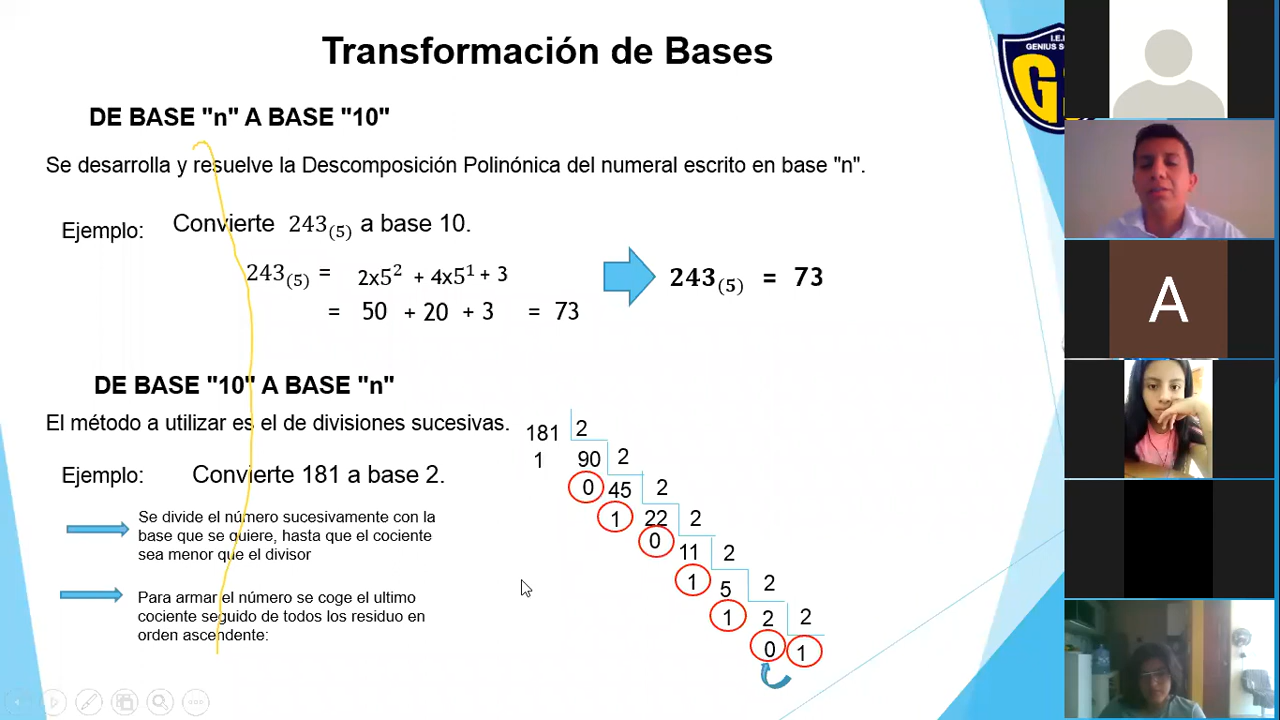 Transformación de Bases
I.E.P
GENIUS SC
G
DE BASE "n" A BASE "10"
Se desarrolla y resuelve la Descomposición Polinónica del numeral escrito en base "n".
Ejemplo: Convierte 243(5) a base 10.
243(5) = 2x5² + 4x5¹ + 3
243(5) = 73
= 50 + 20 + 3 = 73
A
DE BASE "10" A BASE "n"
El método a utilizar es el de divisiones sucesivas.
Ejemplo: Convierte 181 a base 2.
Se divide el número sucesivamente con la
base que se quiere, hasta que el cociente
sea menor que el divisor
Para armar el número se coge el ultimo
cociente seguido de todos los residuo en
orden ascendente:
181 2
1 90 2
0 45 2
1 22 2
0 11 2
1 5 2
1 2 2
0 1